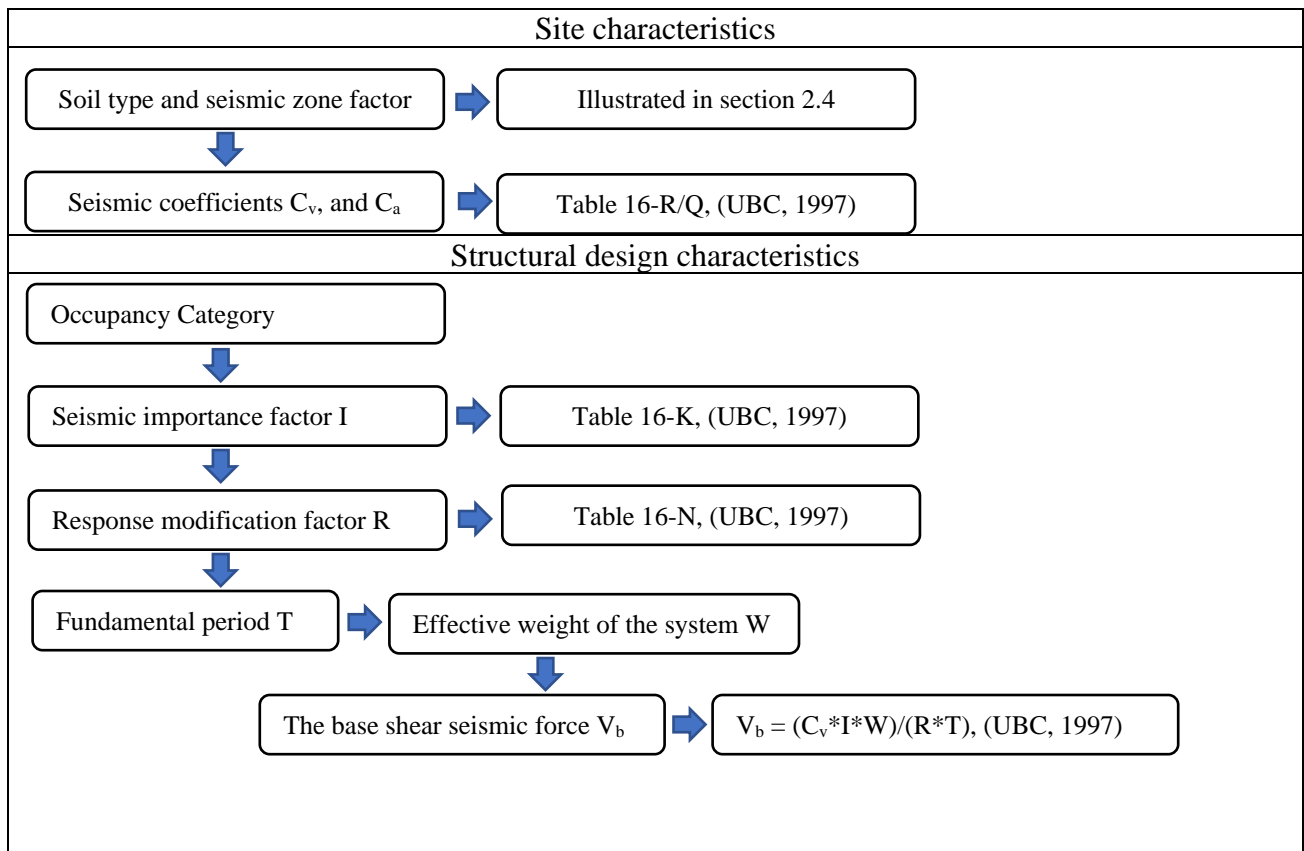 Site characteristics
Soil type and seismic zone factor
Illustrated in section 2.4
Seismic coefficients Cv, and Ca
Table 16-R/Q, (UBC, 1997)
Structural design characteristics
Occupancy Category
Seismic importance factor I
Table 16-K, (UBC, 1997)
Response modification factor R
Table 16-N, (UBC, 1997)
Fundamental period T
Effective weight of the system W
The base shear seismic force Vb
Vb = (Cv*I*W)/(R*T), (UBC, 1997)